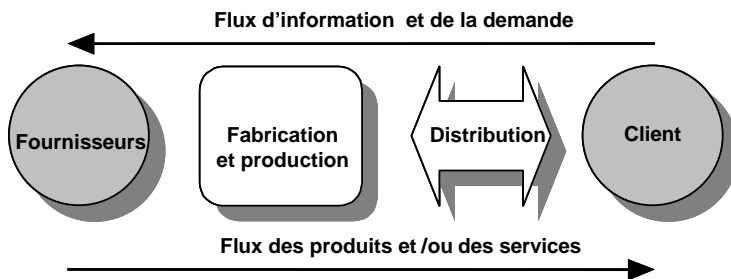 Flux d'information et de la demande
Fournisseurs
Fabrication
et production
Distribution
Client
Flux des produits et /ou des services